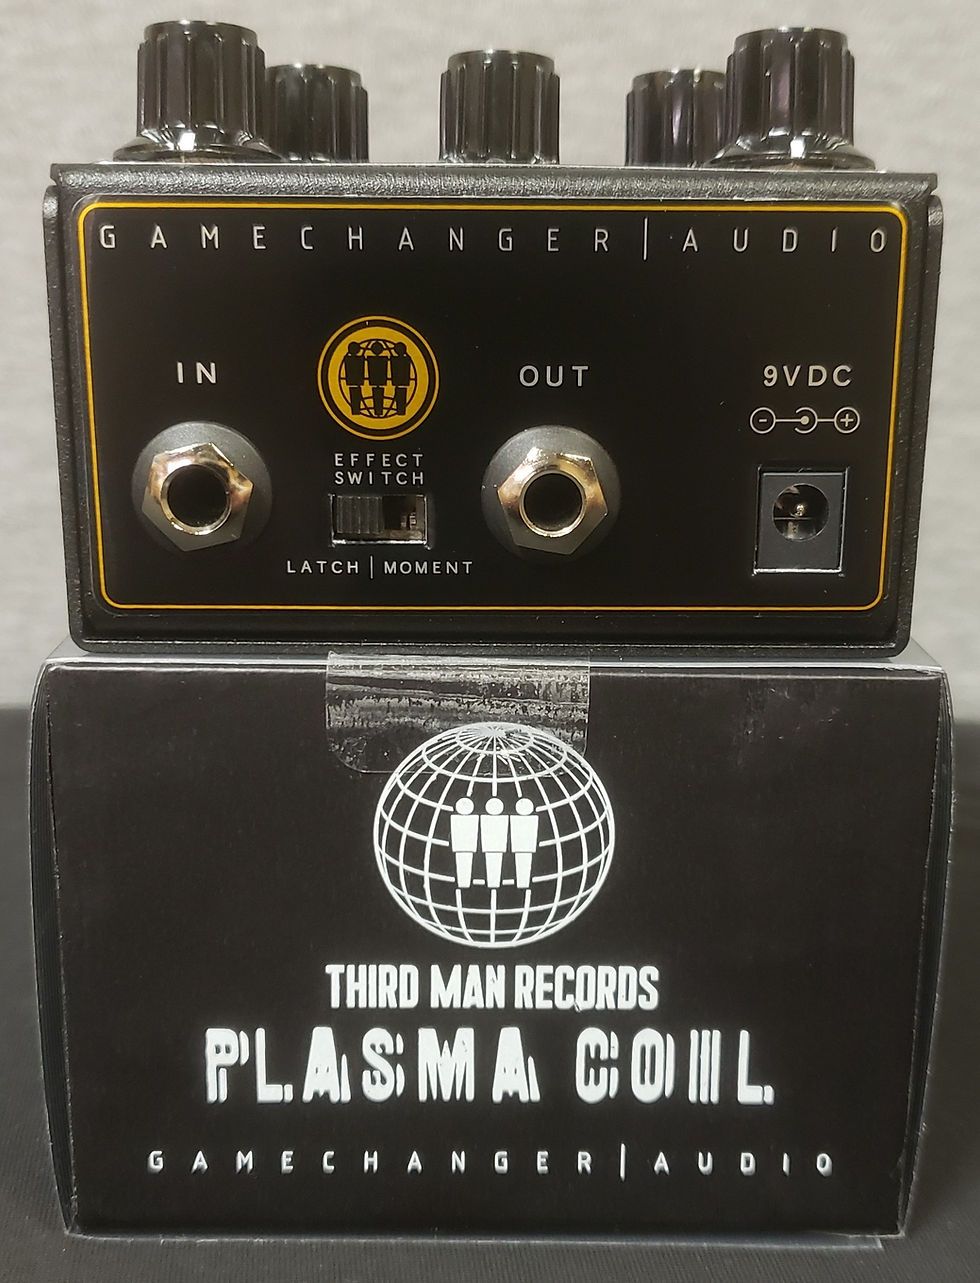 GAMECHANGER|AUDIO
IN
OUT
9VDC
- +
EFFECT
SWITCH
LATCH|MOMENT
THIRD MAN RECORDS
PLASMA COIL
GAMECHANGER|AUDIO